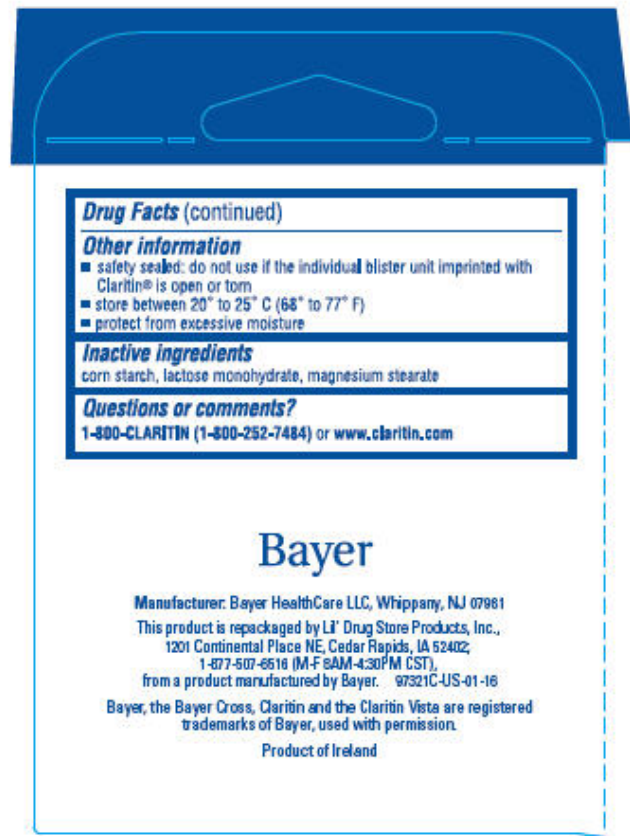 Drug Facts (continued)
Other information
■ safety sealed: do not use if the individual blister unit imprinted with
Claritin® is open or torn
■ store between 20° to 25° C (68° to 77° F)
■ protect from excessive moisture
Inactive ingredients
corn starch, lactose monohydrate, magnesium stearate
Questions or comments?
1-800-CLARITIN (1-800-252-7484) or www.claritin.com
Bayer
Manufacturer: Bayer HealthCare LLC, Whippany, NJ 07981
This product is repackaged by Lil' Drug Store Products, Inc.,
1201 Continental Place NE, Cedar Rapids, IA 52402;
1-877-507-6516 (M-F 8AM-4:30PM CST),
from a product manufactured by Bayer. 97321C-US-01-16
Bayer, the Bayer Cross, Claritin and the Claritin Vista are registered
trademarks of Bayer, used with permission.
Product of Ireland